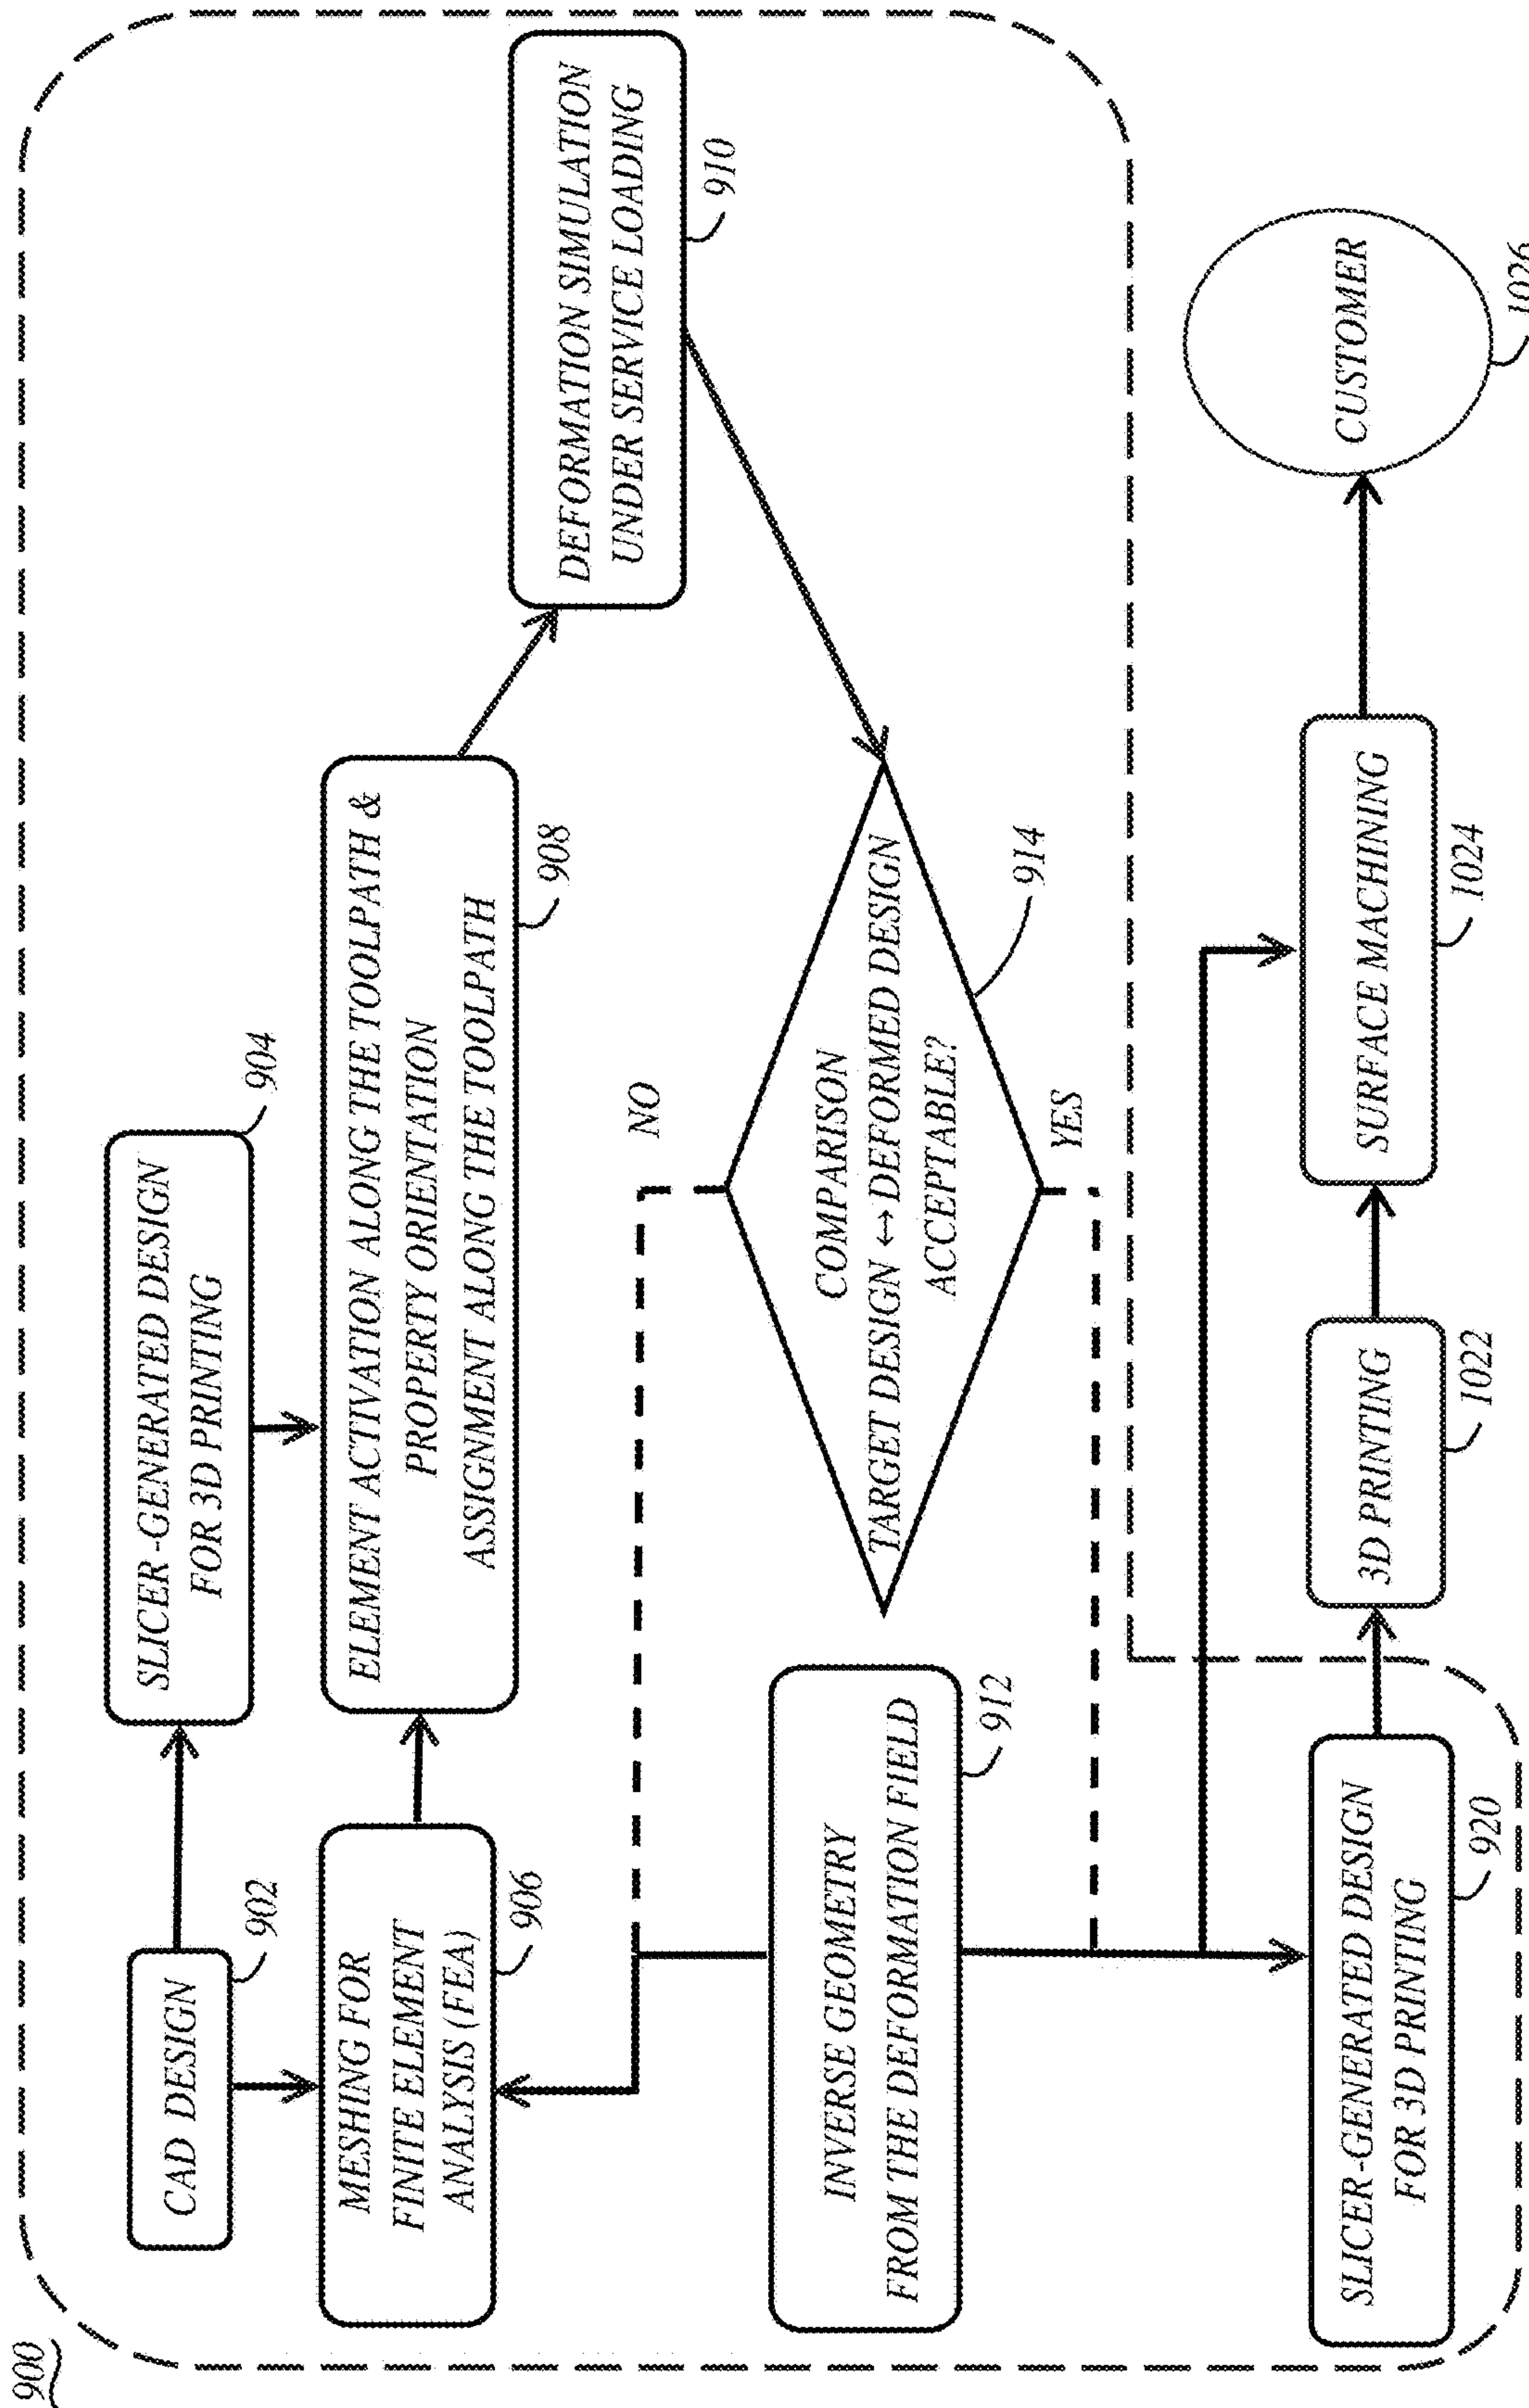 900
CAD DESIGN
902
SLICER-GENERATED DESIGN
FOR 3D PRINTING
904
MESHING FOR
FINITE ELEMENT
ANALYSIS (FEA)
906
ELEMENT ACTIVATION ALONG THE TOOLPATH &
PROPERTY ORIENTATION
ASSIGNMENT ALONG THE TOOLPATH
908
DEFORMATION SIMULATION
UNDER SERVICE LOADING
910
NO
INVERSE GEOMETRY
FROM THE DEFORMATION FIELD
912
COMPARISON
TARGET DESIGN ↔ DEFORMED DESIGN
ACCEPTABLE?
914
YES
SLICER-GENERATED DESIGN
FOR 3D PRINTING
920
3D PRINTING
1022
SURFACE MACHINING
1024
CUSTOMER
1026